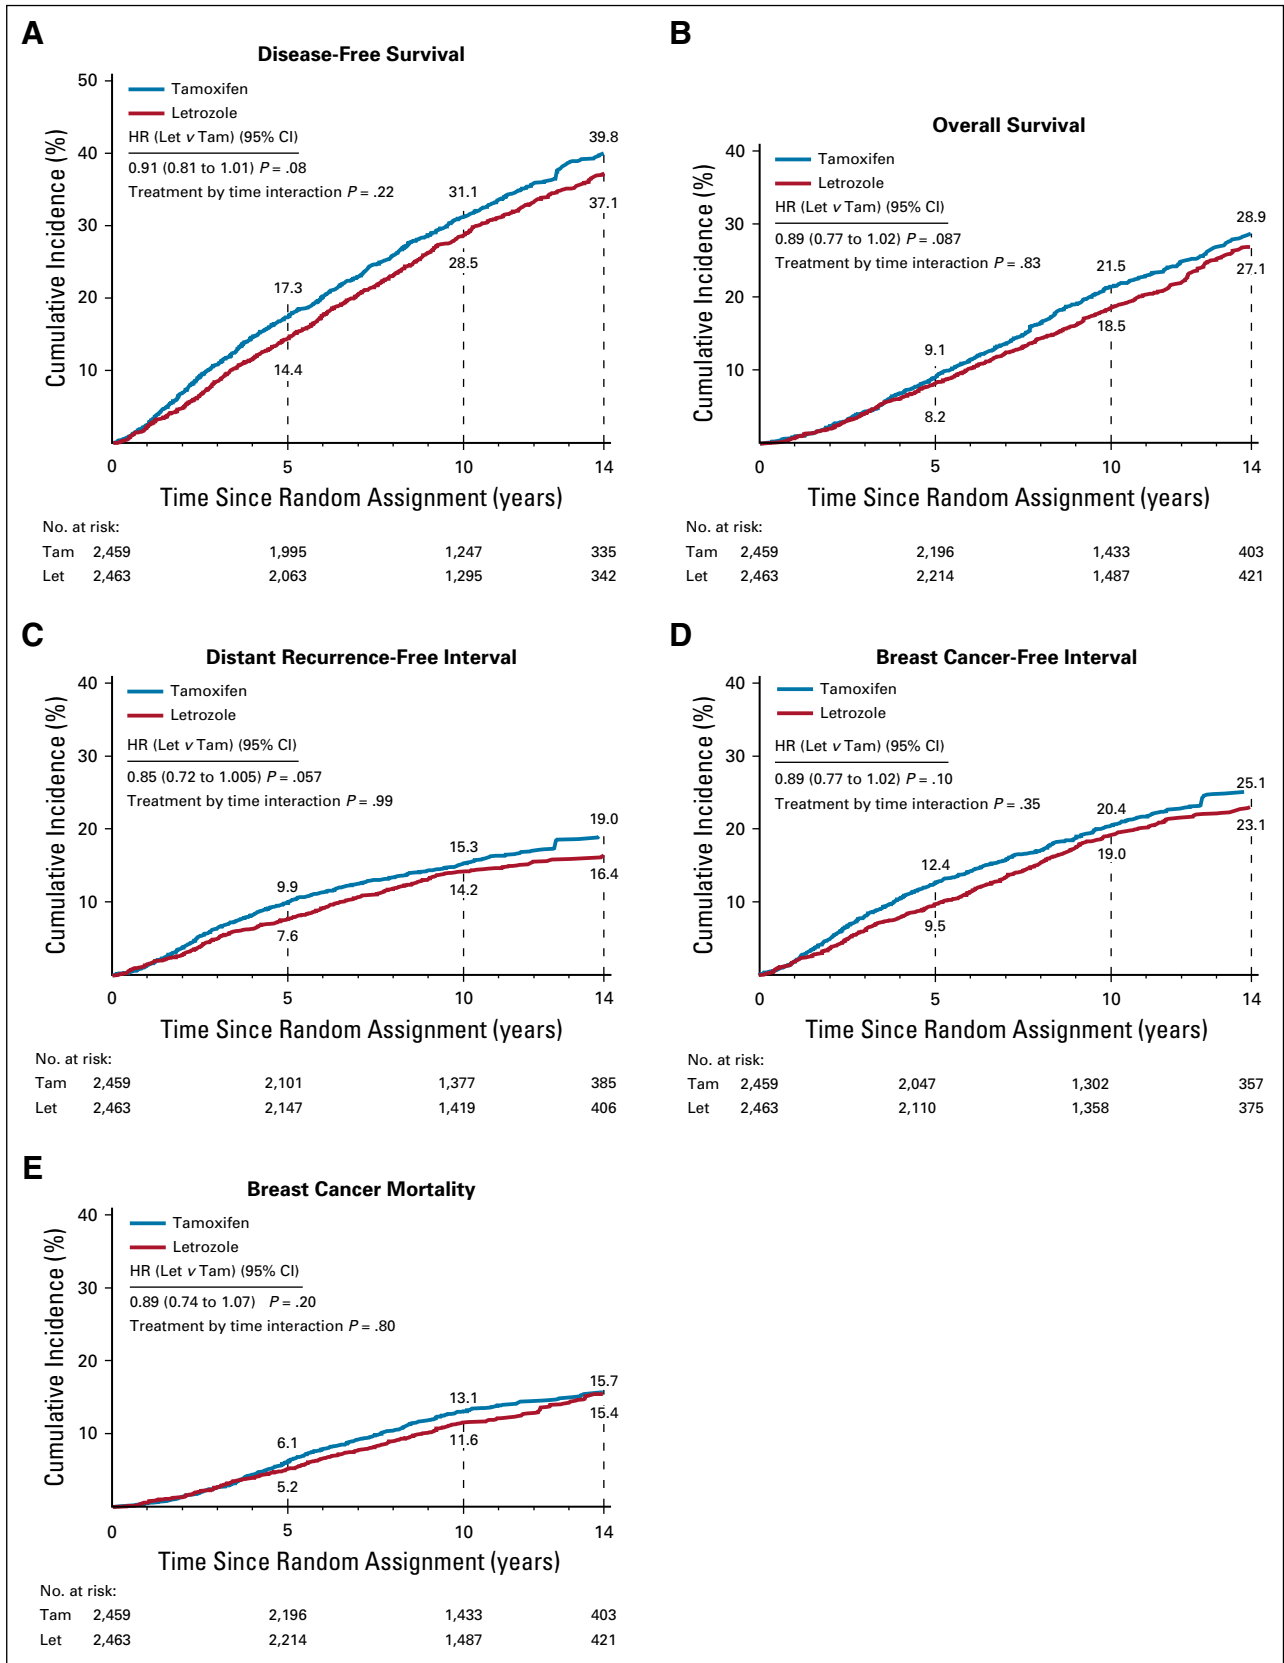 A
Disease-Free Survival
Cumulative Incidence (%)
50
40
30
20
10
Tamoxifen
Letrozole
HR (Let v Tam) (95% CI)
0.91 (0.81 to 1.01) P = .08
Treatment by time interaction P = .22
17.3
14.4
31.1
28.5
39.8
37.1
0 5 10 14
Time Since Random Assignment (years)
No. at risk:
Tam 2,459 1,995 1,247 335
Let 2,463 2,063 1,295 342
B
Overall Survival
Cumulative Incidence (%)
40
30
20
10
Tamoxifen
Letrozole
HR (Let v Tam) (95% CI)
0.89 (0.77 to 1.02) P = .087
Treatment by time interaction P = .83
9.1
8.2
21.5
18.5
28.9
27.1
0 5 10 14
Time Since Random Assignment (years)
No. at risk:
Tam 2,459 2,196 1,433 403
Let 2,463 2,214 1,487 421
C
Distant Recurrence-Free Interval
Cumulative Incidence (%)
40
30
20
10
Tamoxifen
Letrozole
HR (Let v Tam) (95% CI)
0.85 (0.72 to 1.005) P = .057
Treatment by time interaction P = .99
9.9
7.6
15.3
14.2
19.0
16.4
0 5 10 14
Time Since Random Assignment (years)
No. at risk:
Tam 2,459 2,101 1,377 385
Let 2,463 2,147 1,419 406
D
Breast Cancer-Free Interval
Cumulative Incidence (%)
40
30
20
10
Tamoxifen
Letrozole
HR (Let v Tam) (95% CI)
0.89 (0.77 to 1.02) P = .10
Treatment by time interaction P = .35
12.4
9.5
20.4
19.0
25.1
23.1
0 5 10 14
Time Since Random Assignment (years)
No. at risk:
Tam 2,459 2,047 1,302 357
Let 2,463 2,110 1,358 375
E
Breast Cancer Mortality
Cumulative Incidence (%)
40
30
20
10
Tamoxifen
Letrozole
HR (Let v Tam) (95% CI)
0.89 (0.74 to 1.07) P = .20
Treatment by time interaction P = .80
6.1
5.2
13.1
11.6
15.7
15.4
0 5 10 14
Time Since Random Assignment (years)
No. at risk:
Tam 2,459 2,196 1,433 403
Let 2,463 2,214 1,487 421